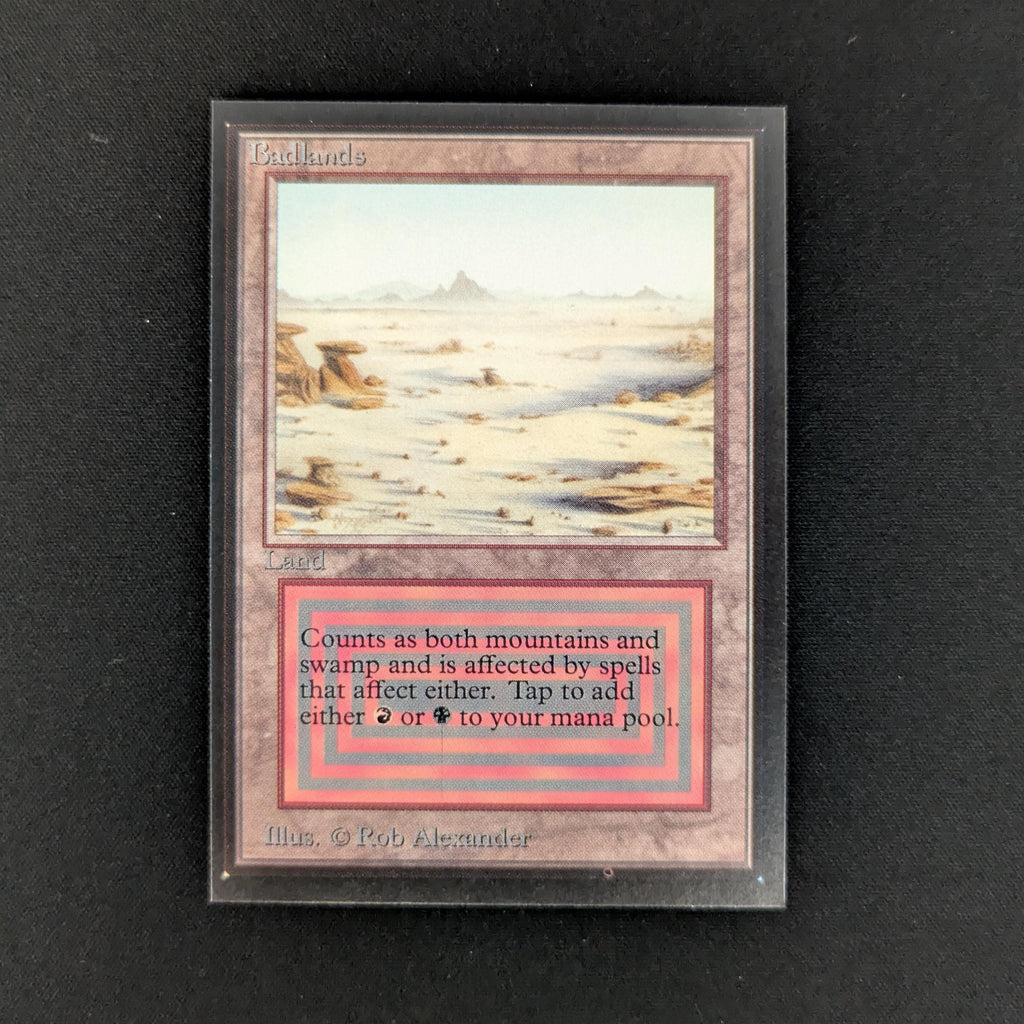 Badlands
Land
Counts as both mountains and
swamp and is affected by spells
that affect either. Tap to add
either or to your mana pool.
Illus. © Rob Alexander